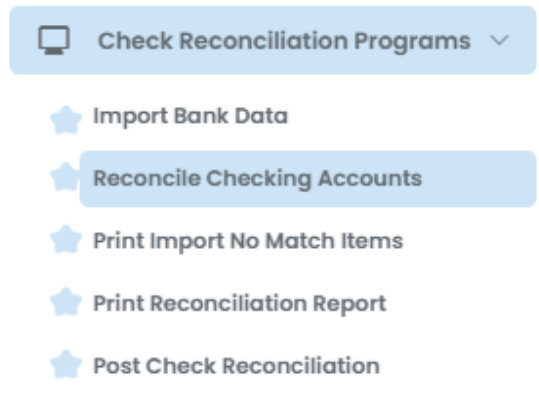 Check Reconciliation Programs
Import Bank Data
Reconcile Checking Accounts
Print Import No Match Items
Print Reconciliation Report
Post Check Reconciliation